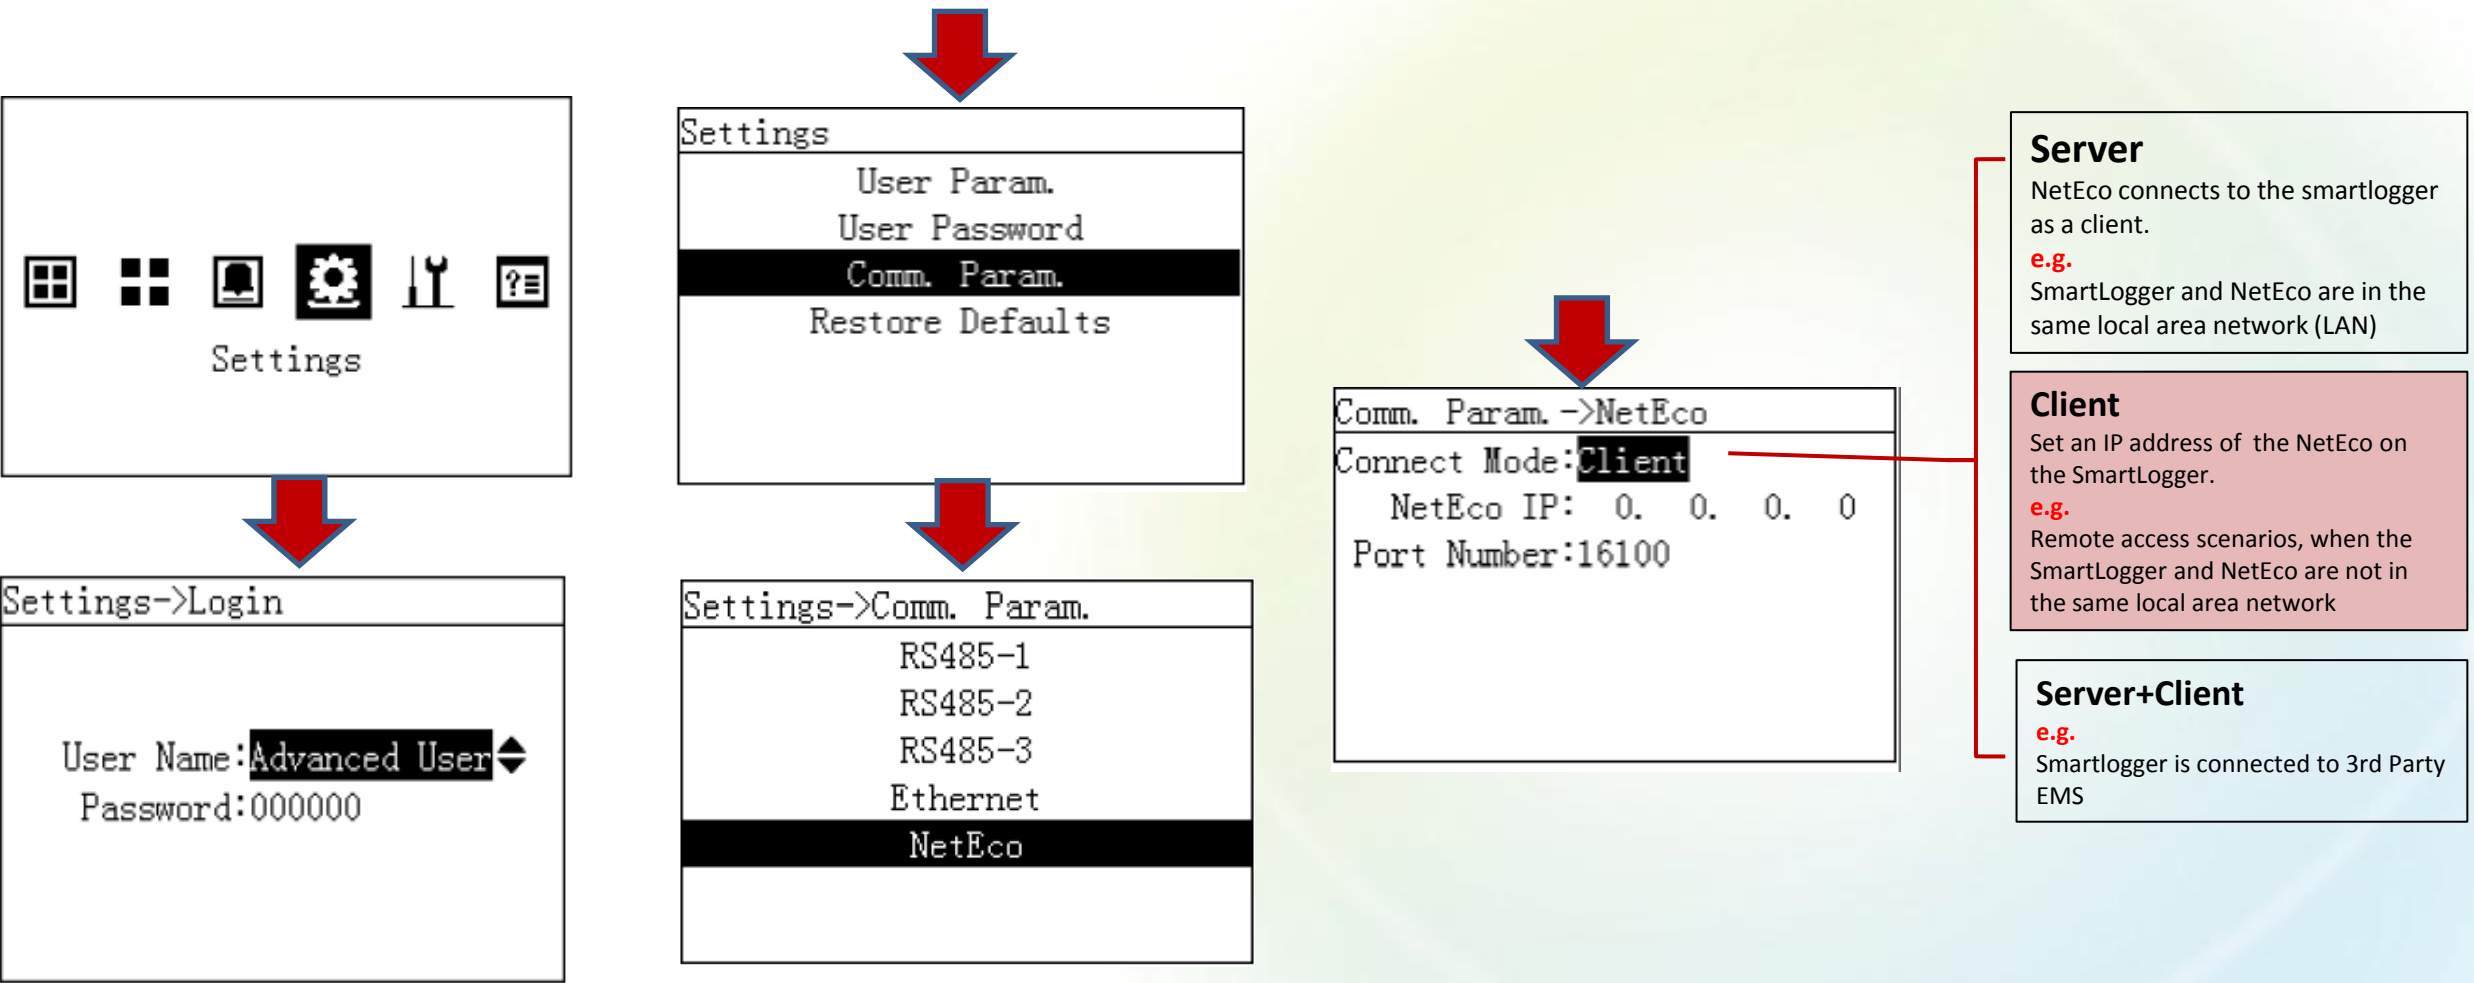 Settings
Settings->Login
User Name:Advanced User
Password:000000
Settings
User Param.
User Password
Comm. Param.
Restore Defaults
Settings->Comm. Param.
RS485-1
RS485-2
RS485-3
Ethernet
NetEco
Comm. Param.->NetEco
Connect Mode:Client
NetEco IP: 0. 0. 0. 0
Port Number:16100
Server
NetEco connects to the smartlogger
as a client.
e.g.
SmartLogger and NetEco are in the
same local area network (LAN)
Client
Set an IP address of the NetEco on
the SmartLogger.
e.g.
Remote access scenarios, when the
SmartLogger and NetEco are not in
the same local area network
Server+Client
e.g.
Smartlogger is connected to 3rd Party
EMS